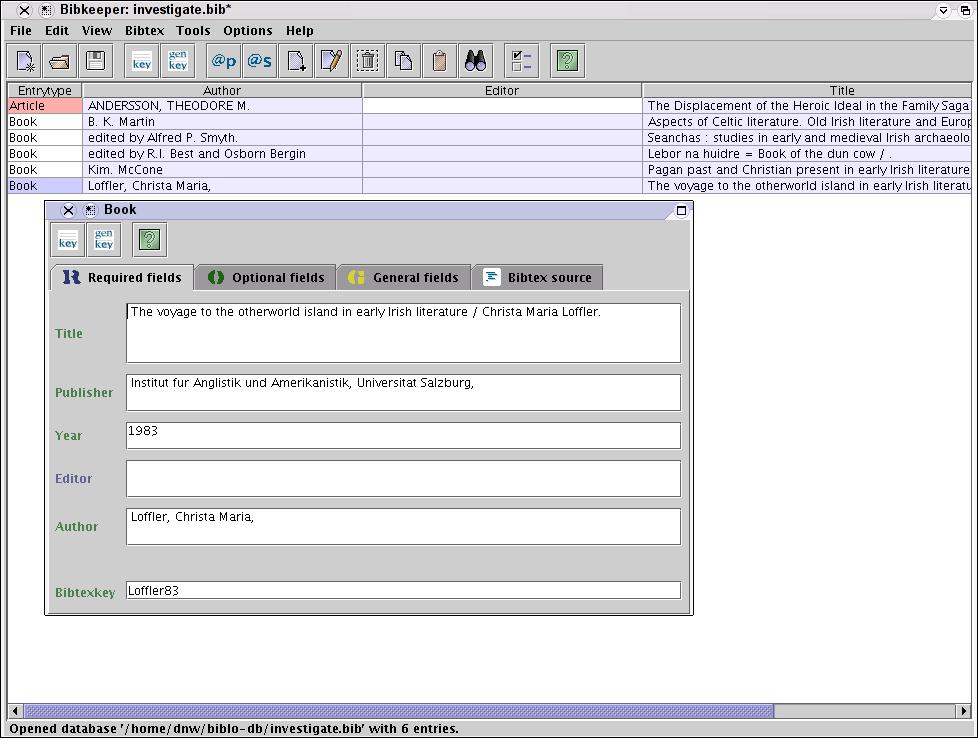 Bibkeeper: investigate.bib*
File Edit View Bibtex Tools Options Help
key gen key @p @s ?
Entrytype Author Editor Title
Article ANDERSSON, THEODORE M. The Displacement of the Heroic Ideal in the Family Saga
Book B. K. Martin Aspects of Celtic literature. Old Irish literature and Europ
Book edited by Alfred P. Smyth. Seanchas : studies in early and medieval Irish archaeolo
Book edited by R.I. Best and Osborn Bergin Lebor na huidre = Book of the dun cow / .
Book Kim. McCone Pagan past and Christian present in early Irish literature
Book Loffler, Christa Maria, The voyage to the otherworld island in early Irish literatu
Book
key gen key ?
Required fields Optional fields General fields Bibtex source
Title The voyage to the otherworld island in early Irish literature / Christa Maria Loffler.
Publisher Institut fur Anglistik und Amerikanistik, Universitat Salzburg,
Year 1983
Editor
Author Loffler, Christa Maria,
Bibtexkey Loffler83
Opened database '/home/dnw/biblo-db/investigate.bib' with 6 entries.